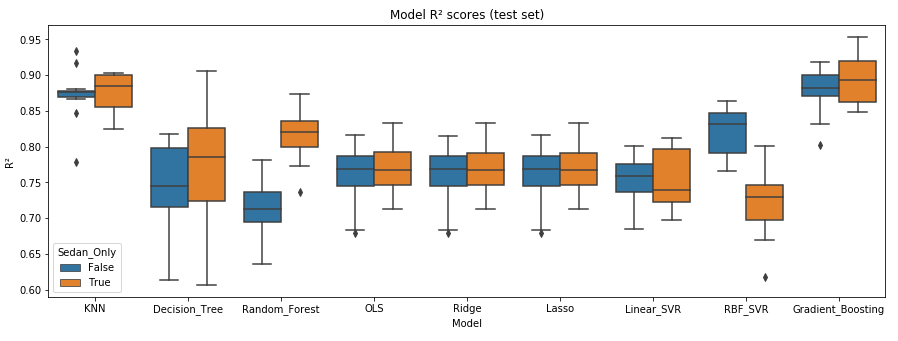 Model R² scores (test set)
0.95
0.90
0.85
0.80
0.75
0.70
0.65
0.60
R²
Sedan_Only
False
True
KNN Decision_Tree Random_Forest OLS Ridge Lasso Linear_SVR RBF_SVR Gradient_Boosting
Model